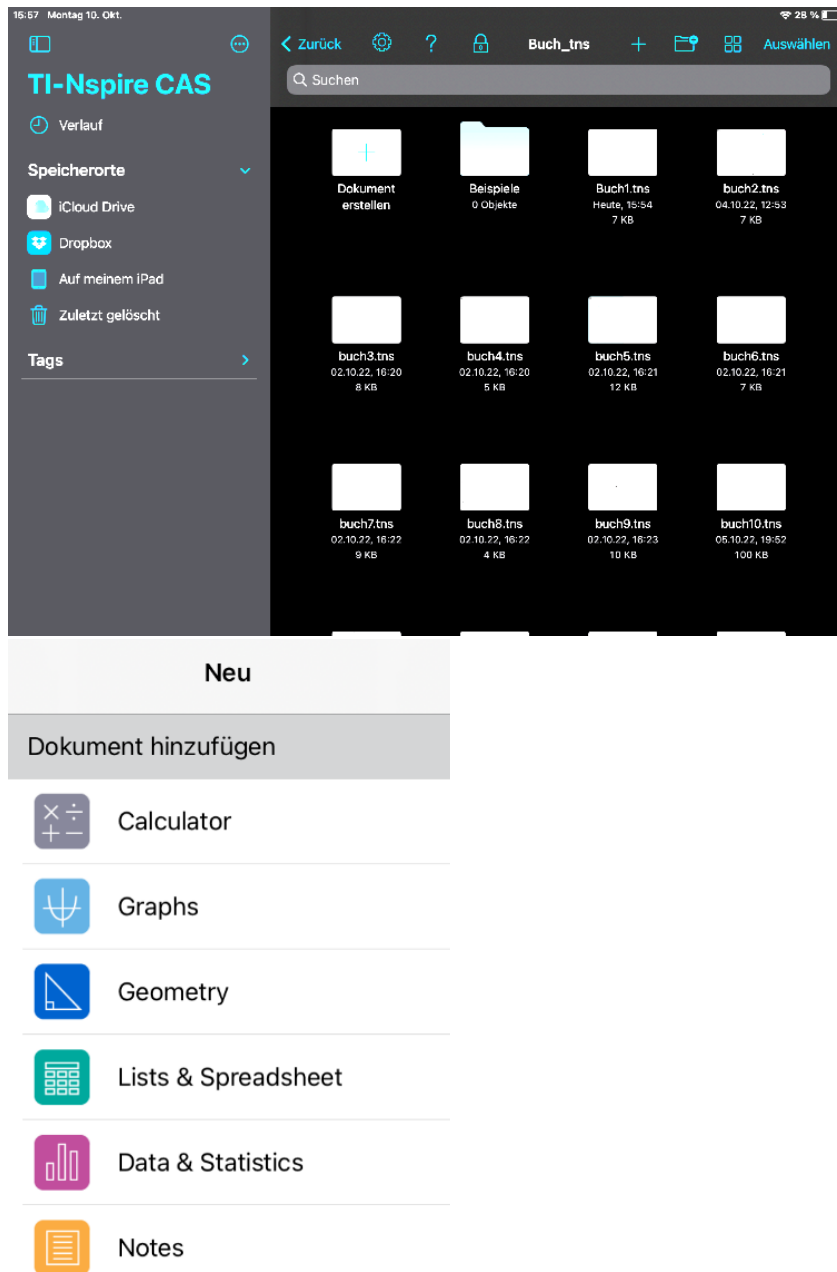 15:57 Montag 10. Okt.
28 %
Zurück
?
Buch_tns
Auswählen
TI-Nspire CAS
Suchen
Verlauf
Speicherorte
iCloud Drive
Dropbox
Auf meinem iPad
Zuletzt gelöscht
Tags
Dokument erstellen
Beispiele
0 Objekte
Buch1.tns
Heute, 15:54
7 KB
buch2.tns
04.10.22, 12:53
7 KB
buch3.tns
02.10.22, 16:20
8 KB
buch4.tns
02.10.22, 16:20
5 KB
buch5.tns
02.10.22, 16:21
12 KB
buch6.tns
02.10.22, 16:21
7 KB
buch7.tns
02.10.22, 16:22
9 KB
buch8.tns
02.10.22, 16:22
4 KB
buch9.tns
02.10.22, 16:23
10 KB
buch10.tns
05.10.22, 19:52
100 KB
Neu
Dokument hinzufügen
Calculator
Graphs
Geometry
Lists & Spreadsheet
Data & Statistics
Notes